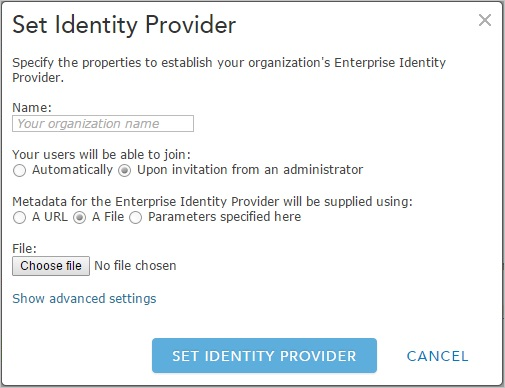 Set Identity Provider
Specify the properties to establish your organization's Enterprise Identity
Provider.
Name:
Your organization name
Your users will be able to join:
Automatically Upon invitation from an administrator
Metadata for the Enterprise Identity Provider will be supplied using:
A URL A File Parameters specified here
File:
Choose file No file chosen
Show advanced settings
SET IDENTITY PROVIDER CANCEL